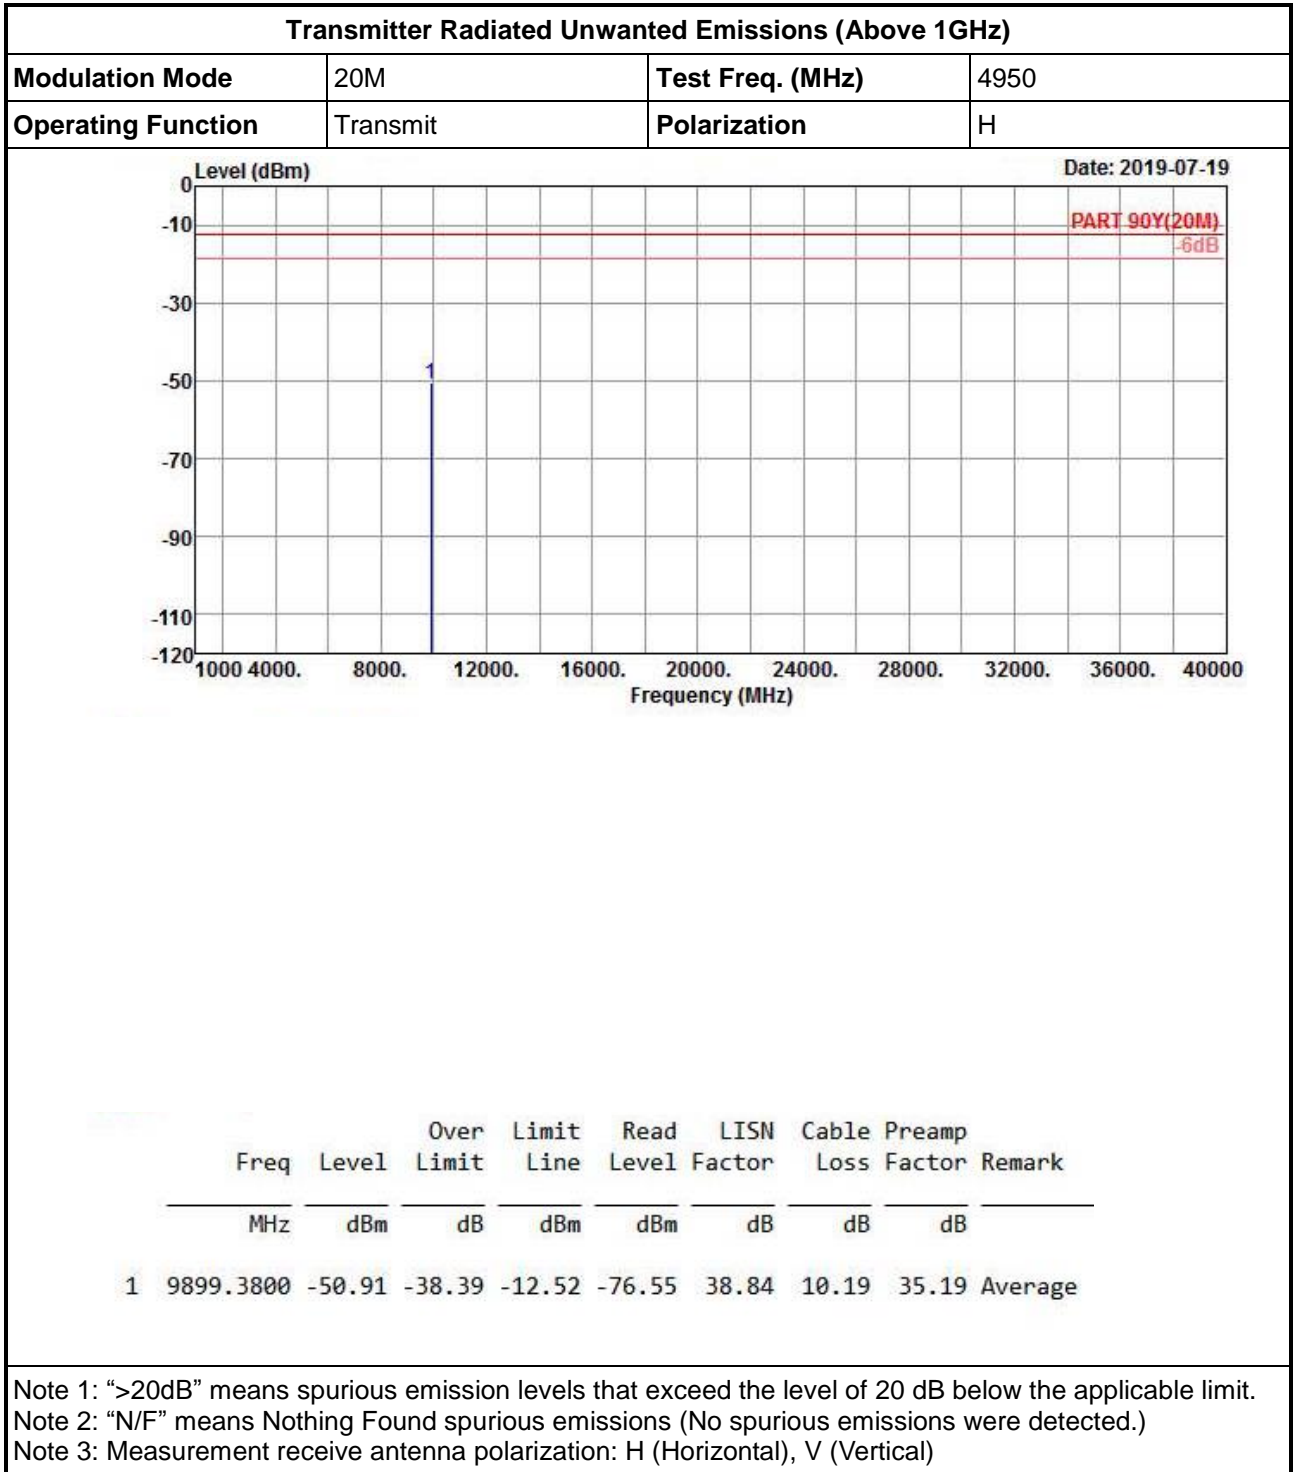 Transmitter Radiated Unwanted Emissions (Above 1GHz)
Modulation Mode 20M Test Freq. (MHz) 4950
Operating Function Transmit Polarization H
Level (dBm) Date: 2019-07-19
0
-10
PART 90Y(20M)
-6dB
-30
1
-50
-70
-90
-110
-120
1000 4000. 8000. 12000. 16000. 20000. 24000. 28000. 32000. 36000. 40000
Frequency (MHz)
Over Limit Read LISN Cable Preamp
Freq Level Limit Line Level Factor Loss Factor Remark
MHz dBm dB dBm dBm dB dB dB
1 9899.3800 -50.91 -38.39 -12.52 -76.55 38.84 10.19 35.19 Average
Note 1: “>20dB” means spurious emission levels that exceed the level of 20 dB below the applicable limit.
Note 2: “N/F” means Nothing Found spurious emissions (No spurious emissions were detected.)
Note 3: Measurement receive antenna polarization: H (Horizontal), V (Vertical)